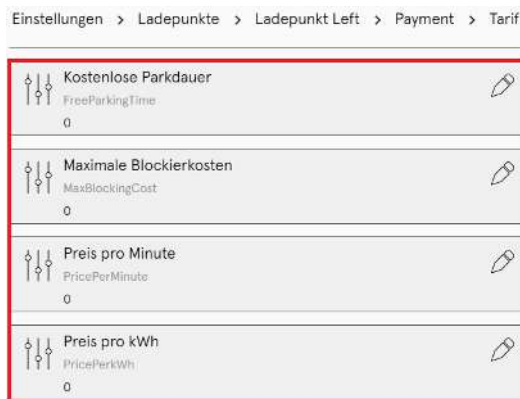 Einstellungen > Ladepunkte > Ladepunkt Left > Payment > Tarif
Kostenlose Parkdauer
FreeParkingTime
0
Maximale Blockierkosten
MaxBlockingCost
0
Preis pro Minute
PricePerMinute
0
Preis pro kWh
PricePerkWh
0